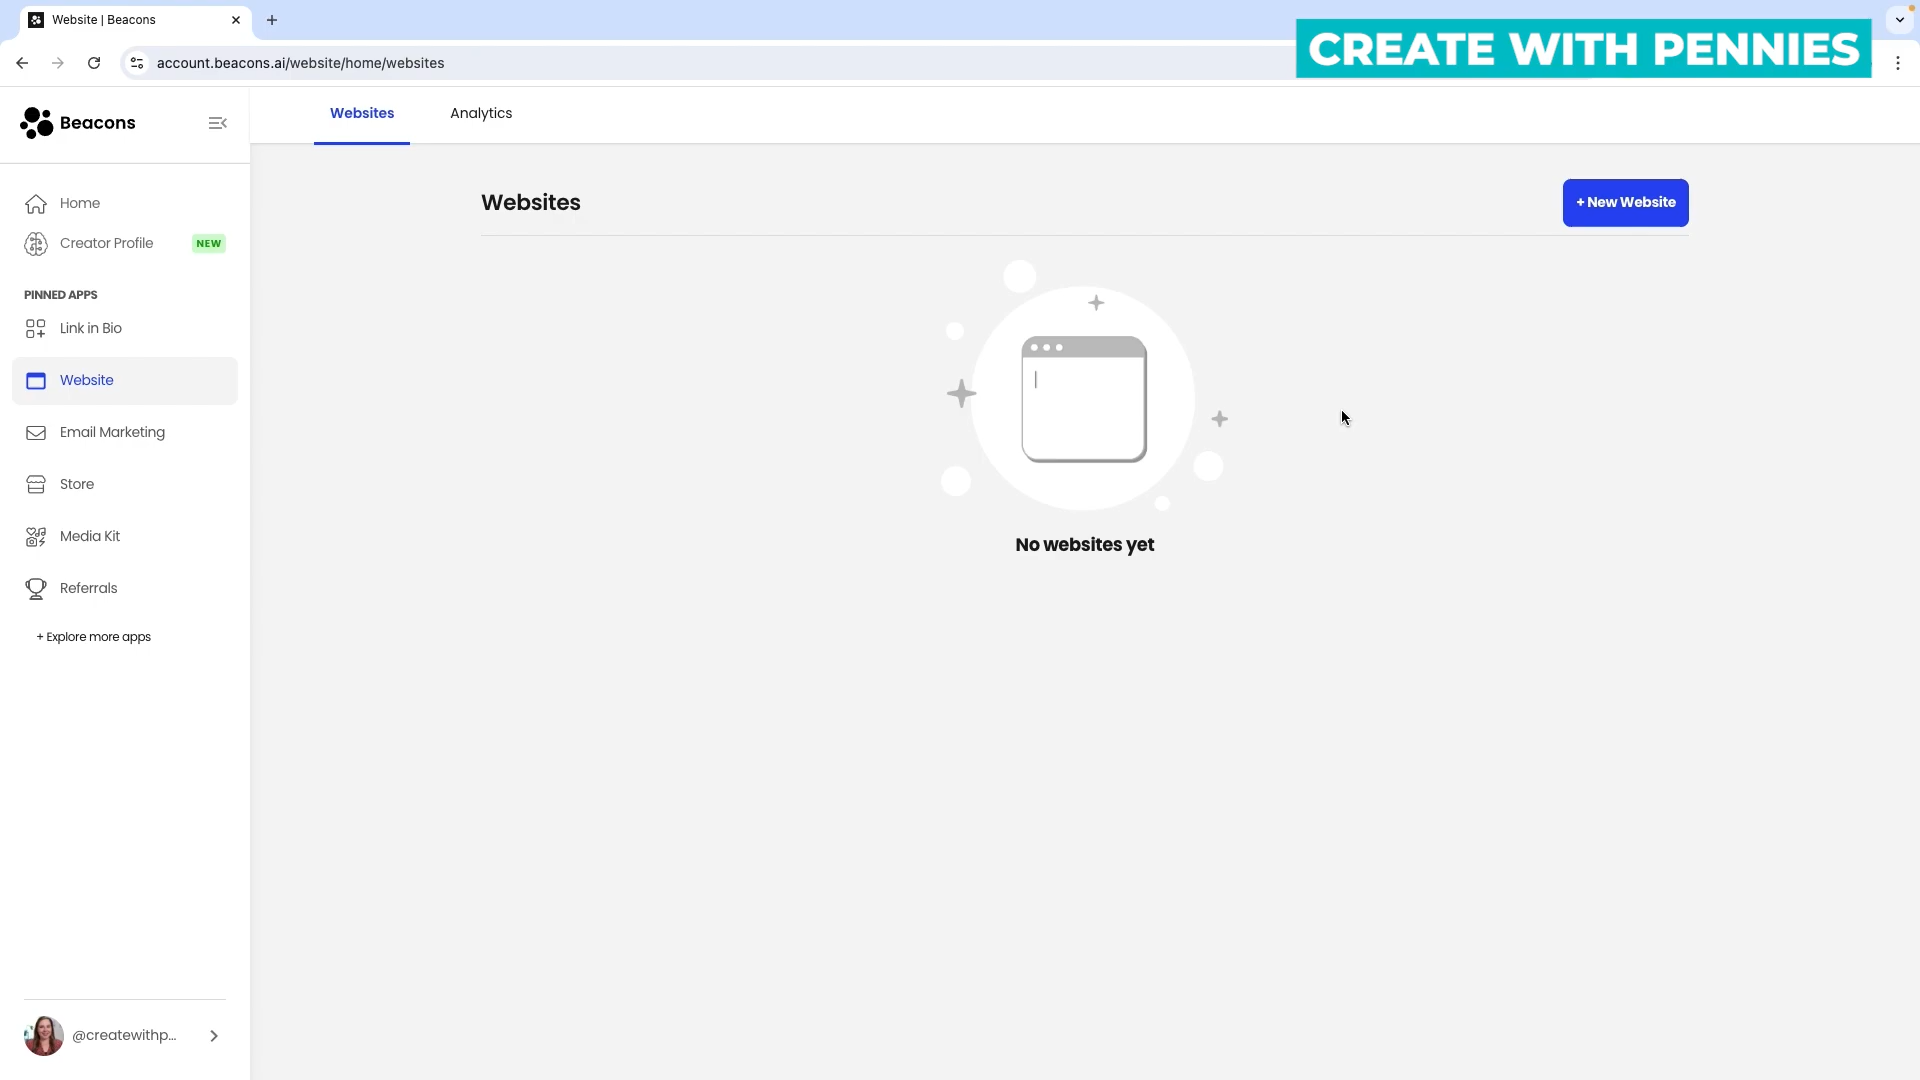 Website | Beacons
account.beacons.ai/website/home/websites
CREATE WITH PENNIES
Beacons
Websites
Analytics
Home
Creator Profile
NEW
PINNED APPS
Link in Bio
Website
Email Marketing
Store
Media Kit
Referrals
+ Explore more apps
@createwithp...
Websites
+ New Website
No websites yet